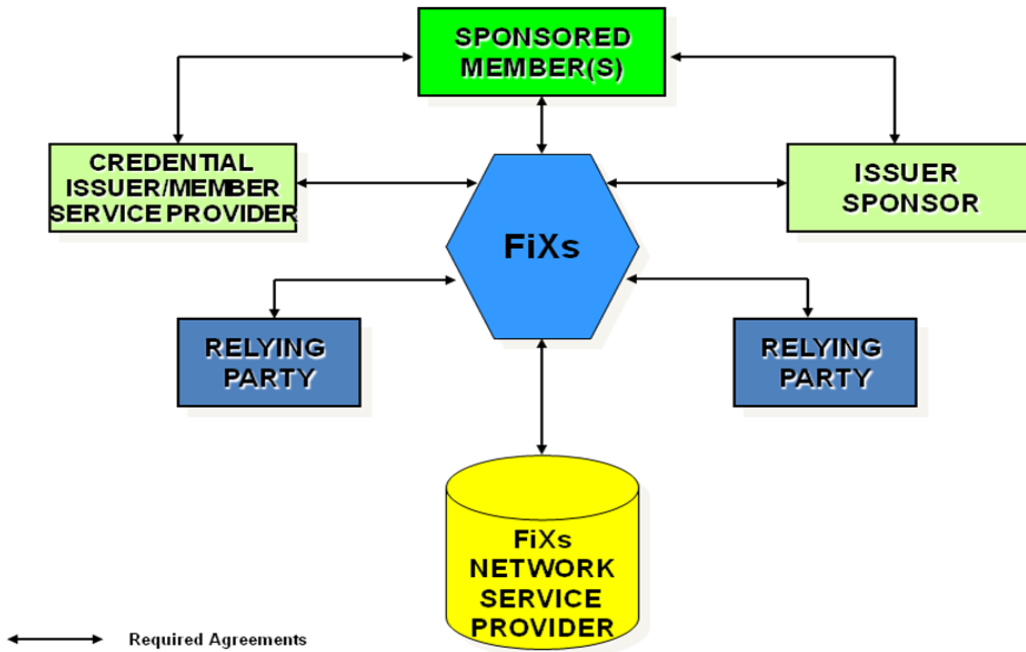 SPONSORED
MEMBER(S)
CREDENTIAL
ISSUER/MEMBER
SERVICE PROVIDER
ISSUER
SPONSOR
FiXs
RELYING
PARTY
RELYING
PARTY
FiXs
NETWORK
SERVICE
PROVIDER
Required Agreements